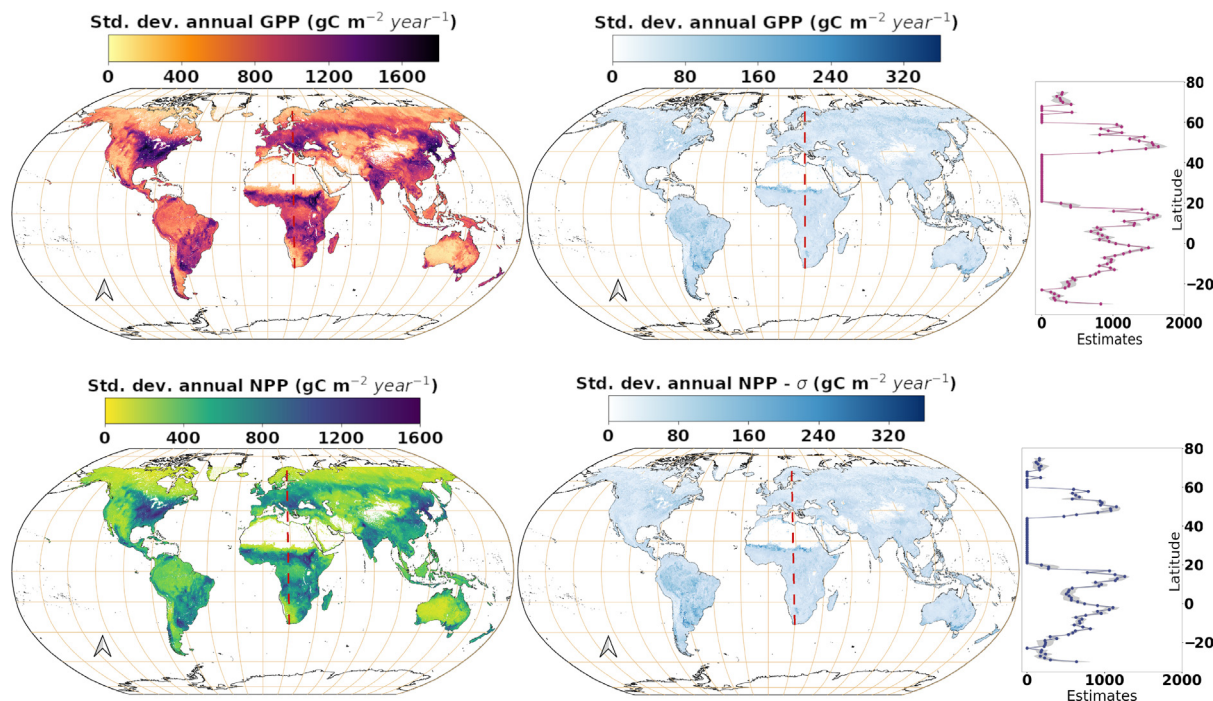 Std. dev. annual GPP (gC m⁻² year⁻¹)
0 400 800 1200 1600
Std. dev. annual GPP (gC m⁻² year⁻¹)
0 80 160 240 320
80
60
40
20
0
−20
Latitude
0 1000 2000
Estimates
Std. dev. annual NPP (gC m⁻² year⁻¹)
0 400 800 1200 1600
Std. dev. annual NPP - σ (gC m⁻² year⁻¹)
0 80 160 240 320
80
60
40
20
0
−20
Latitude
0 1000 2000
Estimates